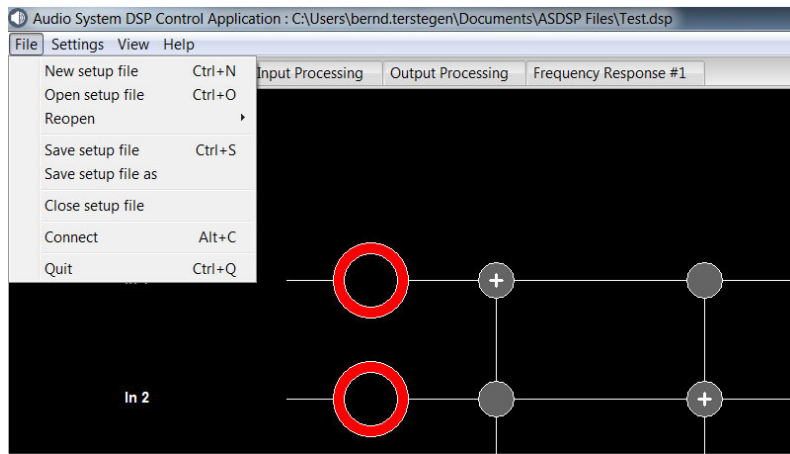 Audio System DSP Control Application : C:\Users\bernd.terstegen\Documents\ASDSP Files\Test.dsp
File Settings View Help
Input Processing Output Processing Frequency Response #1
New setup file Ctrl+N
Open setup file Ctrl+O
Reopen
Save setup file Ctrl+S
Save setup file as
Close setup file
Connect Alt+C
Quit Ctrl+Q
+
In 2
+